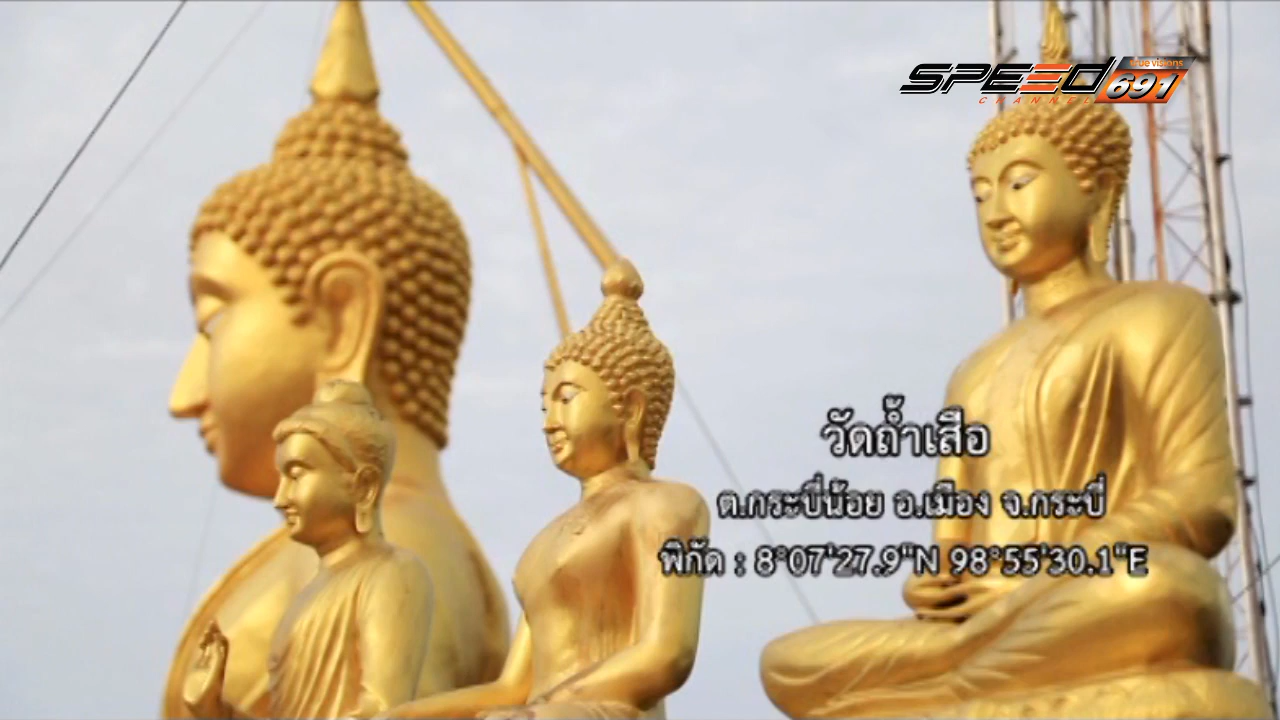 SPEED
true visions
691
CHANNEL
วัดถ้ำเสือ
ต.กระบี่น้อย อ.เมือง จ.กระบี่
พิกัด : 8°07'27.9"N 98°55'30.1"E